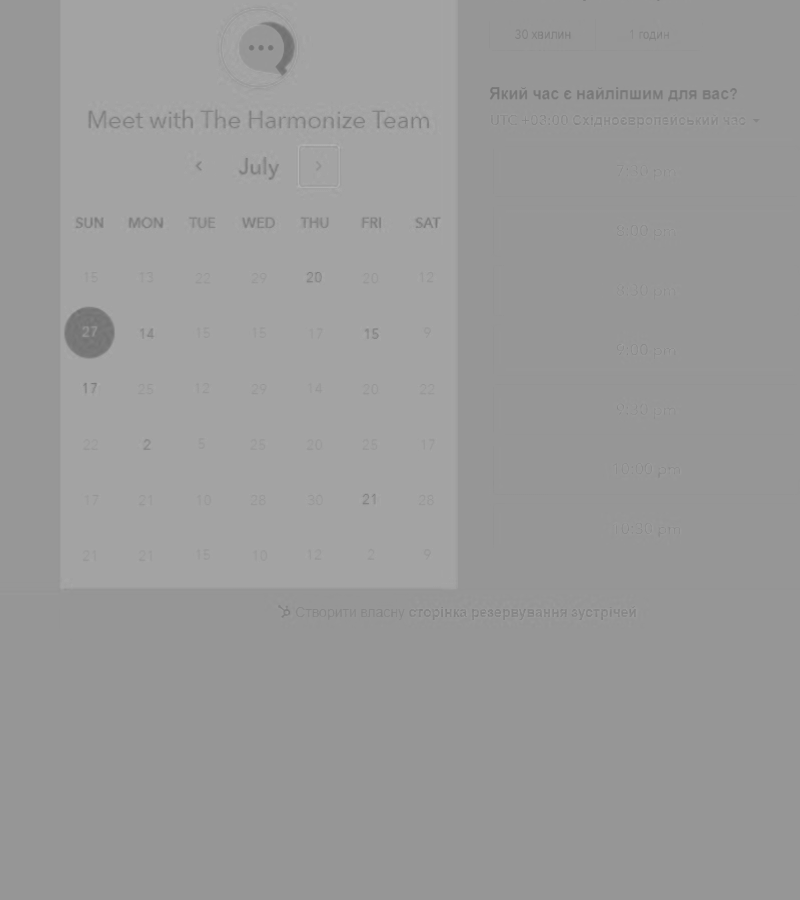 30 хвилин 1 годин
Meet with The Harmonize Team
July
SUN MON TUE WED THU FRI SAT
15 13 22 29 20 20 12
27 14 15 15 17 15 9
17 25 12 29 14 20 22
22 2 5 25 20 25 17
17 21 10 28 30 21 28
21 21 15 10 12 2 9
Який час є найліпшим для вас?
UTC +03:00 Східноєвропейський час
7:30 pm
8:00 pm
8:30 pm
9:00 pm
9:30 pm
10:00 pm
10:30 pm
Створити власну сторінка резервування зустрічей